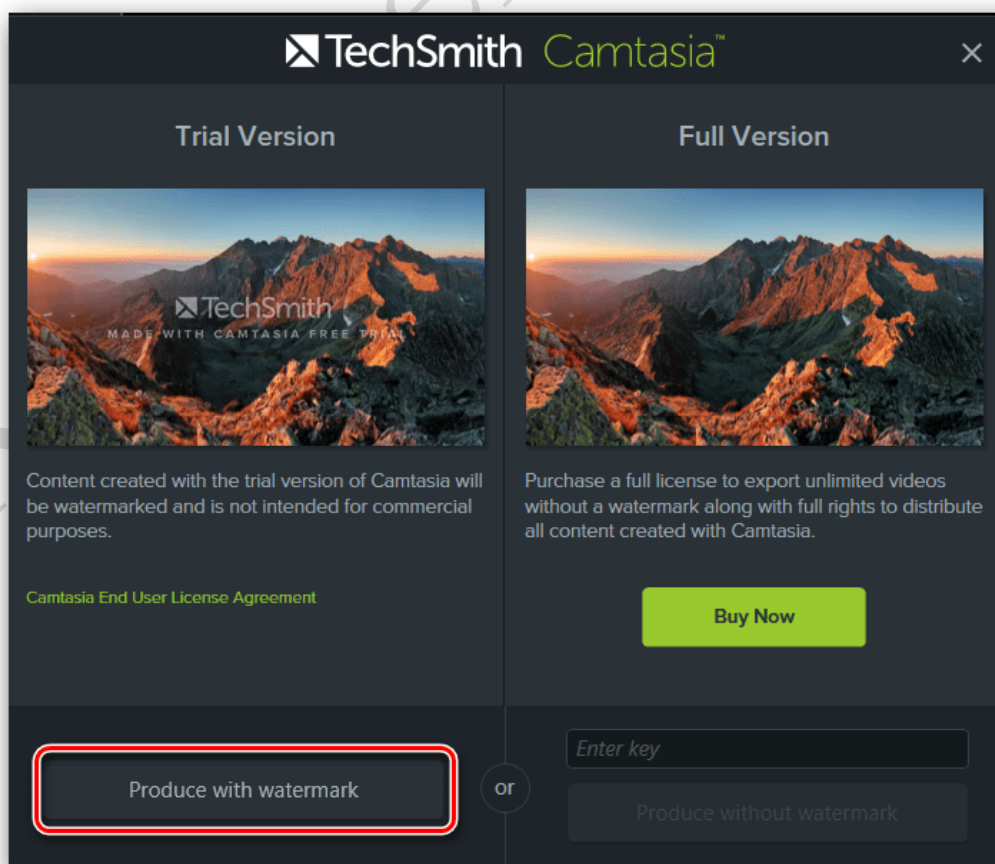 TechSmith Camtasia™
Trial Version
TechSmith
MADE WITH CAMTASIA FREE TRIAL
Content created with the trial version of Camtasia will
be watermarked and is not intended for commercial
purposes.
Camtasia End User License Agreement
Produce with watermark
or
Full Version
Purchase a full license to export unlimited videos
without a watermark along with full rights to distribute
all content created with Camtasia.
Buy Now
Enter key
Produce without watermark